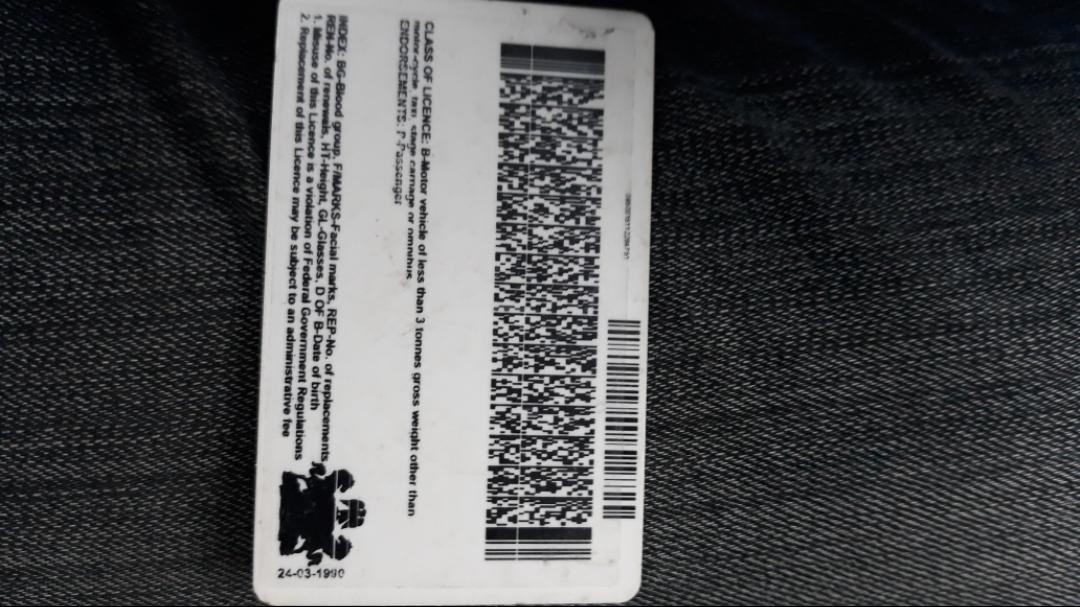 CLASS OF LICENCE: B-Motor vehicle of less than 3 tonnes gross weight other than
motor-cycle, taxi, stage carriage or omnibus
ENDORSEMENTS: P-Passenger
INDEX: BG-Blood group, F/MARKS-Facial marks, REP-No. of replacements
REN-No. of renewals, HT-Height, GL-Glasses, D OF B-Date of birth
1. Misuse of this Licence is a violation of Federal Government Regulations
2. Replacement of this Licence may be subject to an administrative fee
24-03-1990